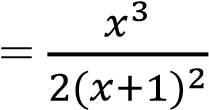 = x³ / 2(x+1)²